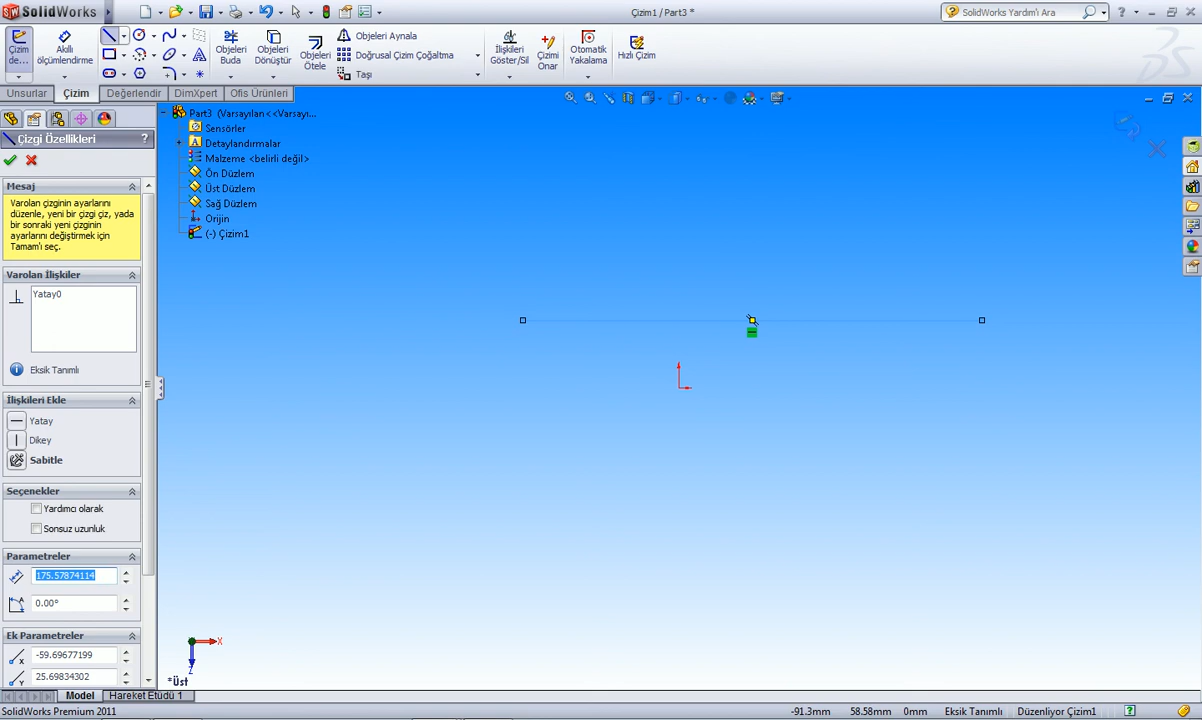 SolidWorks
Çizim1 / Part3 *
SolidWorks Yardım'ı Ara
Çizim
de...
Akıllı
ölçümlendirme
Objeleri
Buda
Objeleri
Dönüştür
Objeleri
Ötele
Objeleri Aynala
Doğrusal Çizim Çoğaltma
Taşı
İlişkileri
Göster/Sil
Çizimi
Onar
Otomatik
Yakalama
Hızlı Çizim
Unsurlar
Çizim
Değerlendir
DimXpert
Ofis Ürünleri
Çizgi Özellikleri
?
Mesaj
Varolan çizginin ayarlarını
düzenle, yeni bir çizgi çiz, yada
bir sonraki yeni çizginin
ayarlarını değiştirmek için
Tamam'ı seç.
Varolan İlişkiler
Yatay0
Eksik Tanımlı
İlişkileri Ekle
Yatay
Dikey
Sabitle
Seçenekler
Yardımcı olarak
Sonsuz uzunluk
Parametreler
175.57874114
0.00°
Ek Parametreler
-59.69677199
25.69834302
Part3 (Varsayılan<<Varsayı...
Sensörler
Detaylandırmalar
Malzeme <belirli değil>
Ön Düzlem
Üst Düzlem
Sağ Düzlem
Orijin
(-) Çizim1
X
Z
*Üst
Model
Hareket Etüdü 1
SolidWorks Premium 2011
-91.3mm
58.58mm
0mm
Eksik Tanımlı
Düzenliyor Çizim1